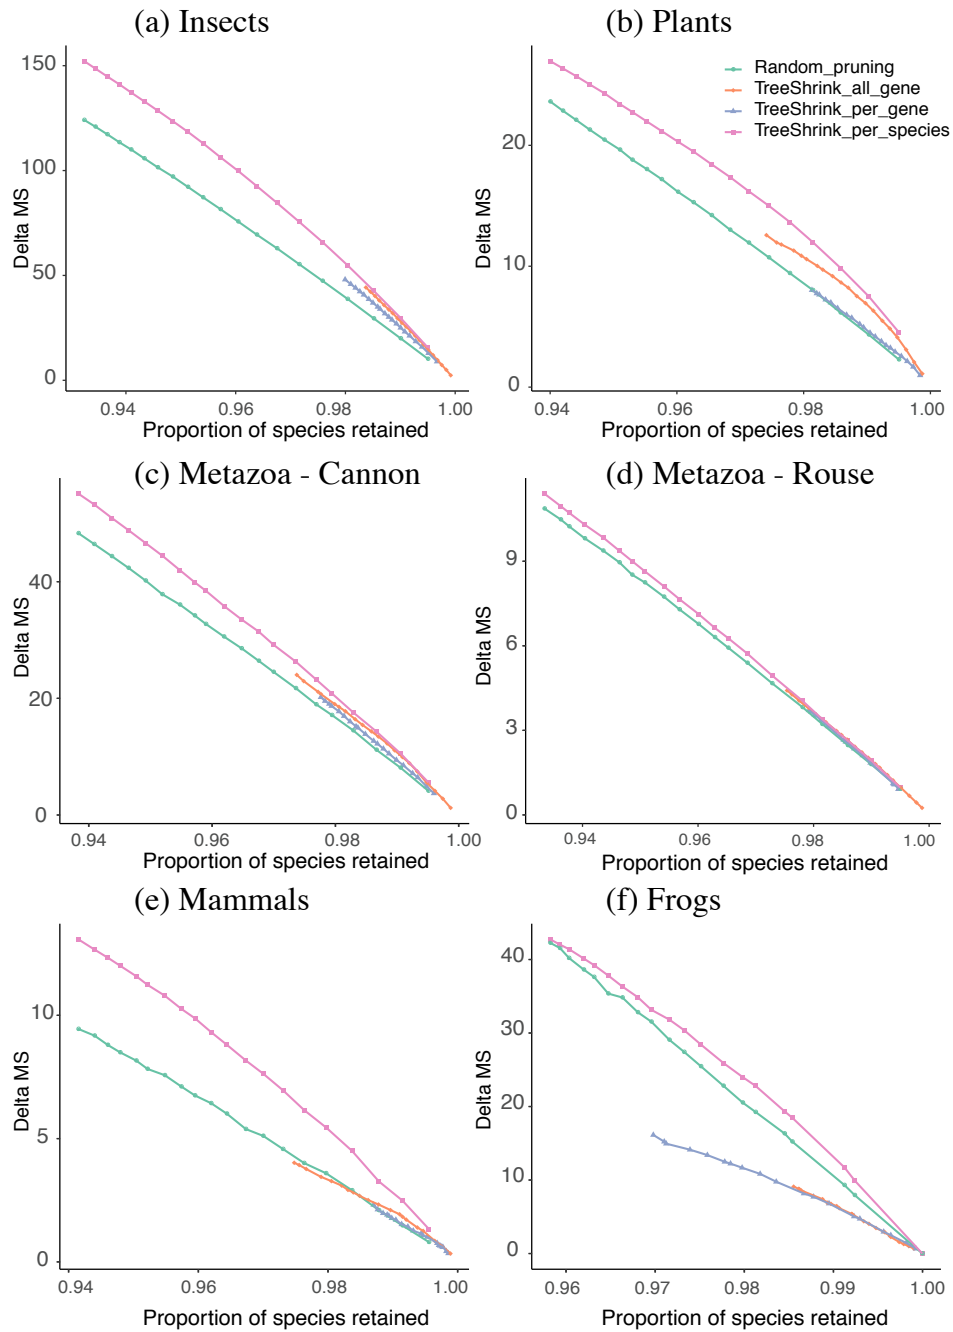 (a) Insects
(b) Plants
Random_pruning
TreeShrink_all_gene
TreeShrink_per_gene
TreeShrink_per_species
150
100
50
0
Delta MS
0.94
0.96
0.98
1.00
Proportion of species retained
20
10
0
Delta MS
0.94
0.96
0.98
1.00
Proportion of species retained
(c) Metazoa - Cannon
(d) Metazoa - Rouse
40
20
0
Delta MS
0.94
0.96
0.98
1.00
Proportion of species retained
9
6
3
0
Delta MS
0.94
0.96
0.98
1.00
Proportion of species retained
(e) Mammals
(f) Frogs
10
5
0
Delta MS
0.94
0.96
0.98
1.00
Proportion of species retained
40
30
20
10
0
Delta MS
0.96
0.97
0.98
0.99
1.00
Proportion of species retained